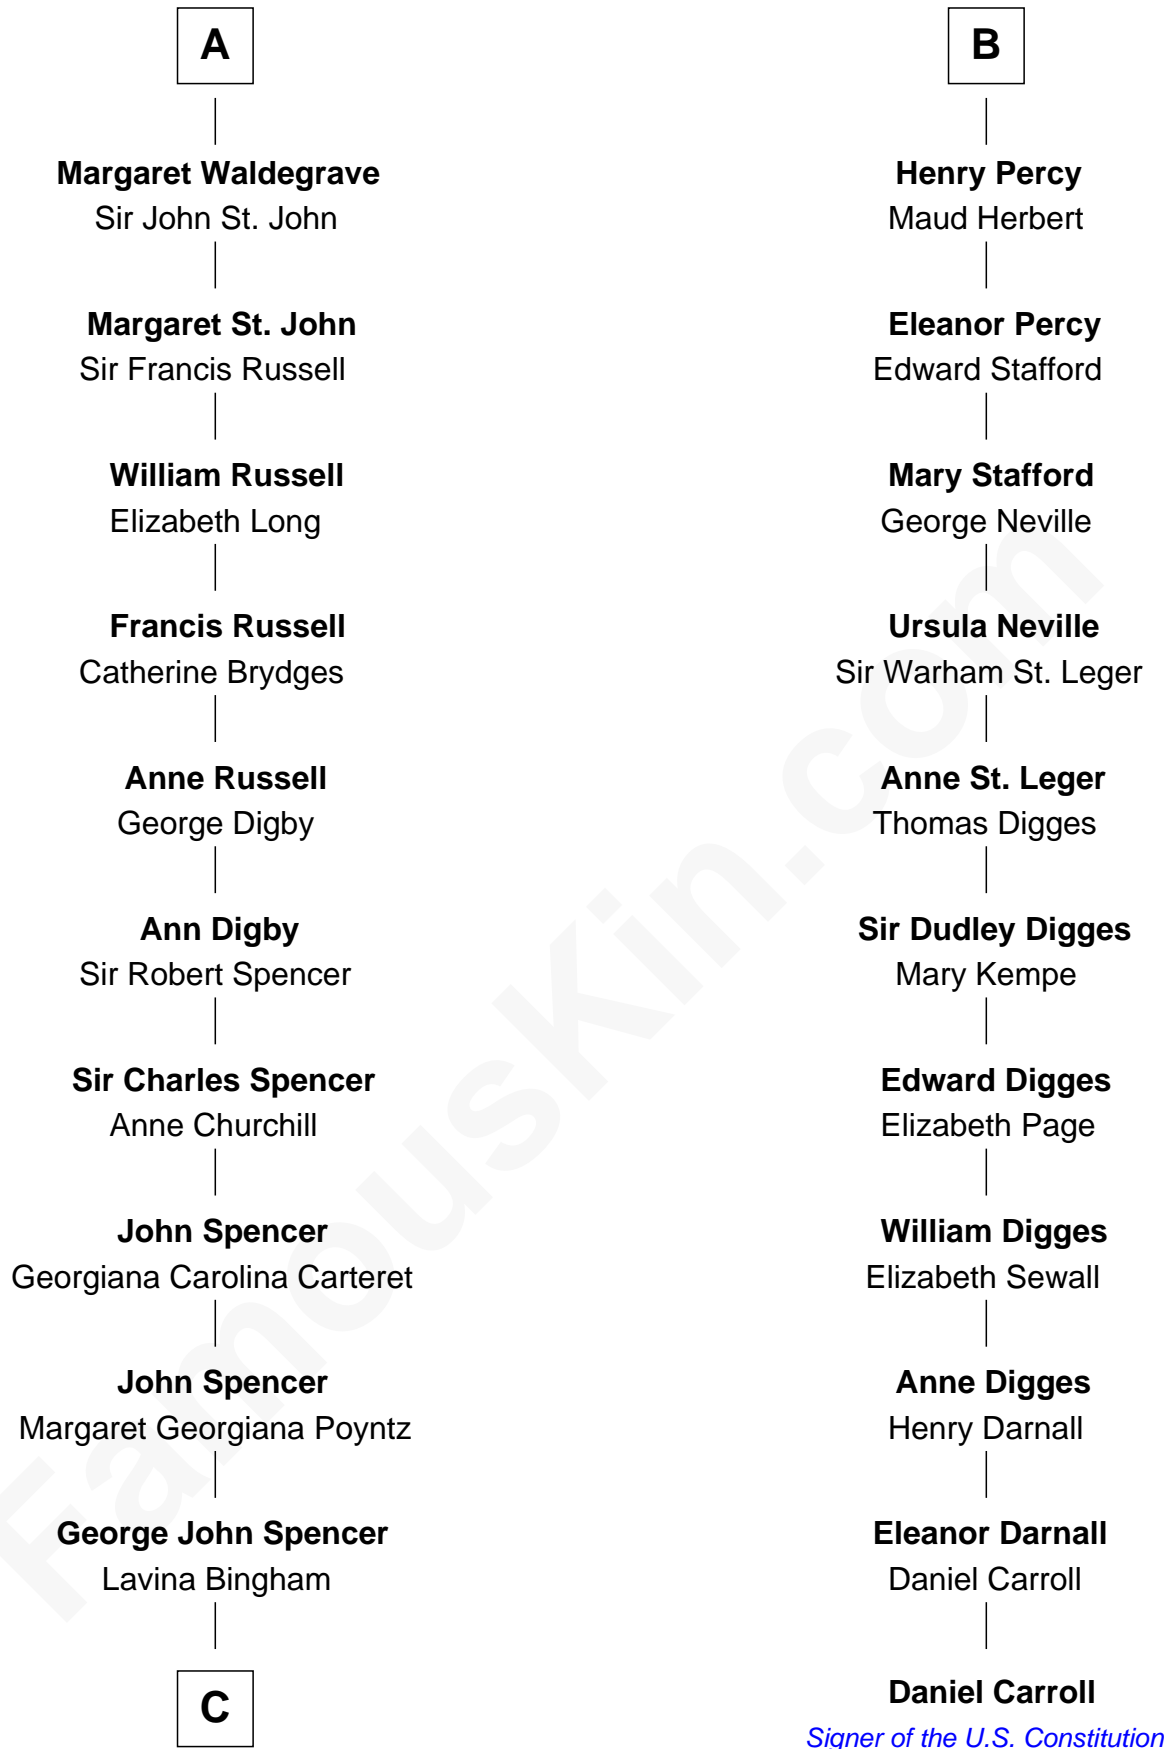 A
Margaret Waldegrave
Sir John St. John
Margaret St. John
Sir Francis Russell
William Russell
Elizabeth Long
Francis Russell
Catherine Brydges
Anne Russell
George Digby
Ann Digby
Sir Robert Spencer
Sir Charles Spencer
Anne Churchill
John Spencer
Georgiana Carolina Carteret
John Spencer
Margaret Georgiana Poyntz
George John Spencer
Lavina Bingham
C
B
Henry Percy
Maud Herbert
Eleanor Percy
Edward Stafford
Mary Stafford
George Neville
Ursula Neville
Sir Warham St. Leger
Anne St. Leger
Thomas Digges
Sir Dudley Digges
Mary Kempe
Edward Digges
Elizabeth Page
William Digges
Elizabeth Sewall
Anne Digges
Henry Darnall
Eleanor Darnall
Daniel Carroll
Daniel Carroll
Signer of the U.S. Constitution
FamousKin.com